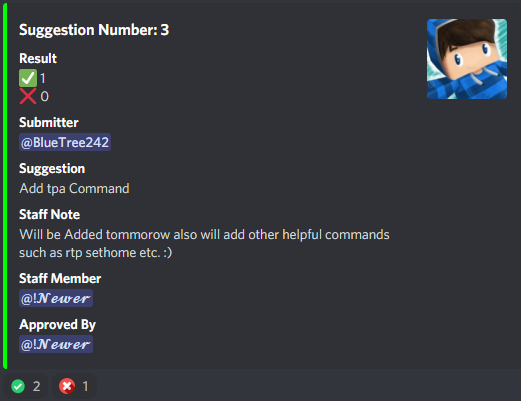 Suggestion Number: 3
Result
✅ 1
❌ 0
Submitter
@BlueTree242
Suggestion
Add tpa Command
Staff Note
Will be Added tommorow also will add other helpful commands
such as rtp sethome etc. :)
Staff Member
@!𝓝𝓮𝔀𝓮𝓻
Approved By
@!𝓝𝓮𝔀𝓮𝓻
2 1